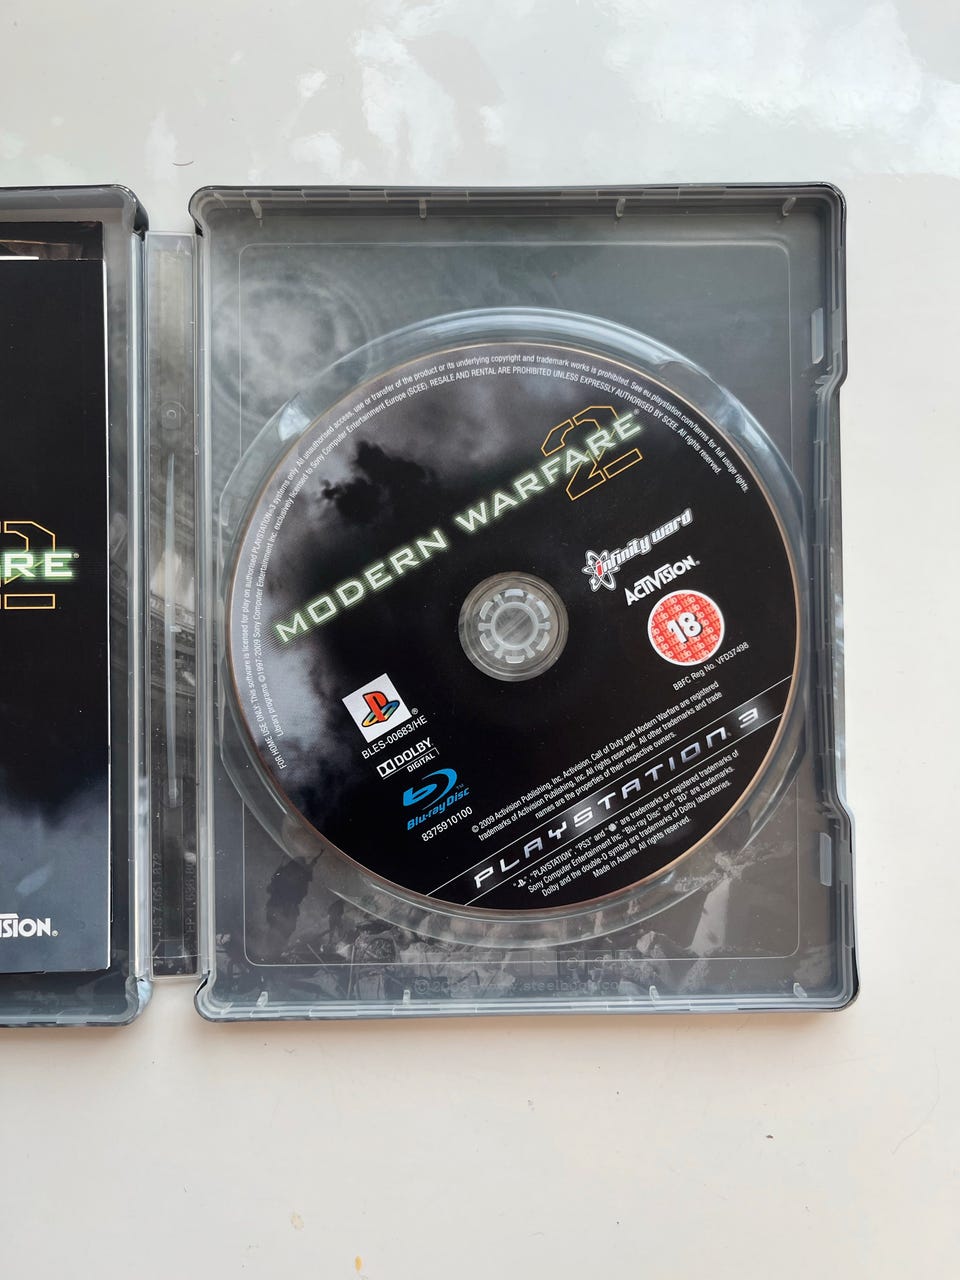 RE
ISION.
FOR HOME USE ONLY: This software is licensed for play on authorised PLAYSTATION®3 systems only. All unauthorised access, use or transfer of the product or its underlying copyright and trademark works is prohibited. See eu.playstation.com/terms for full usage rights.
Library programs ©1997-2009 Sony Computer Entertainment Inc. exclusively licensed to Sony Computer Entertainment Europe (SCEE). RESALE AND RENTAL ARE PROHIBITED UNLESS EXPRESSLY AUTHORISED BY SCEE. All rights reserved.
MODERN WARFARE®
2
Infinity Ward
ACTIVISION®
18
BBFC Reg No. VFD37498
BLES-00683/HE
DOLBY
DIGITAL
Blu-ray Disc™
8375910100
© 2009 Activision Publishing, Inc. Activision, Call of Duty and Modern Warfare are registered
trademarks of Activision Publishing, Inc. All rights reserved. All other trademarks and trade
names are the properties of their respective owners.
PLAYSTATION®3
"PLAYSTATION", "PS3" and are trademarks or registered trademarks of
Sony Computer Entertainment Inc. "Blu-ray Disc" and "BD" are trademarks.
Dolby and the double-D symbol are trademarks of Dolby laboratories.
Made in Austria. All rights reserved.
www.steelbook.com